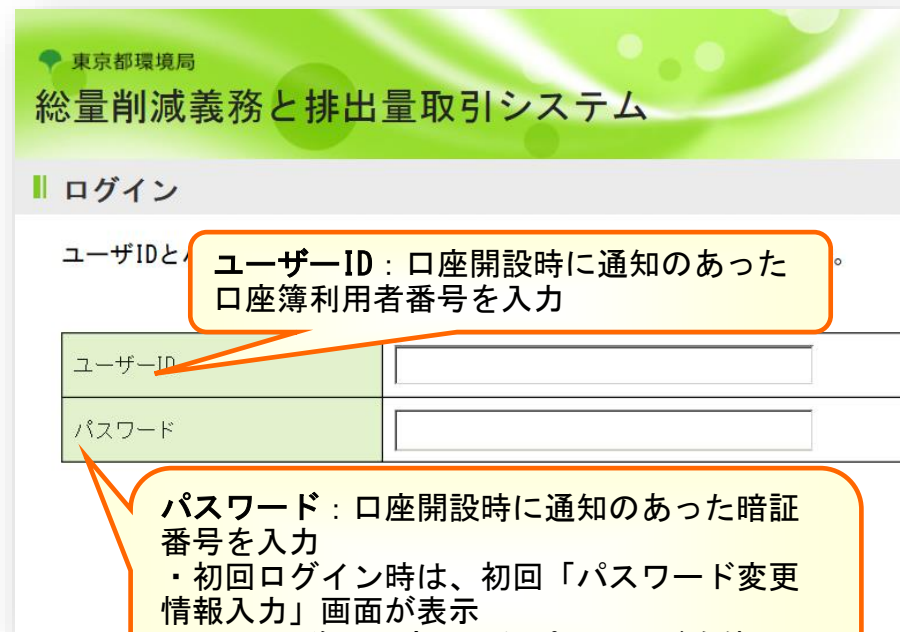 東京都環境局
総量削減義務と排出量取引システム
ログイン
ユーザIDと
。
ユーザーID：口座開設時に通知のあった
口座簿利用者番号を入力
ユーザーID
パスワード
パスワード：口座開設時に通知のあった暗証
番号を入力
・初回ログイン時は、初回「パスワード変更
情報入力」画面が表示